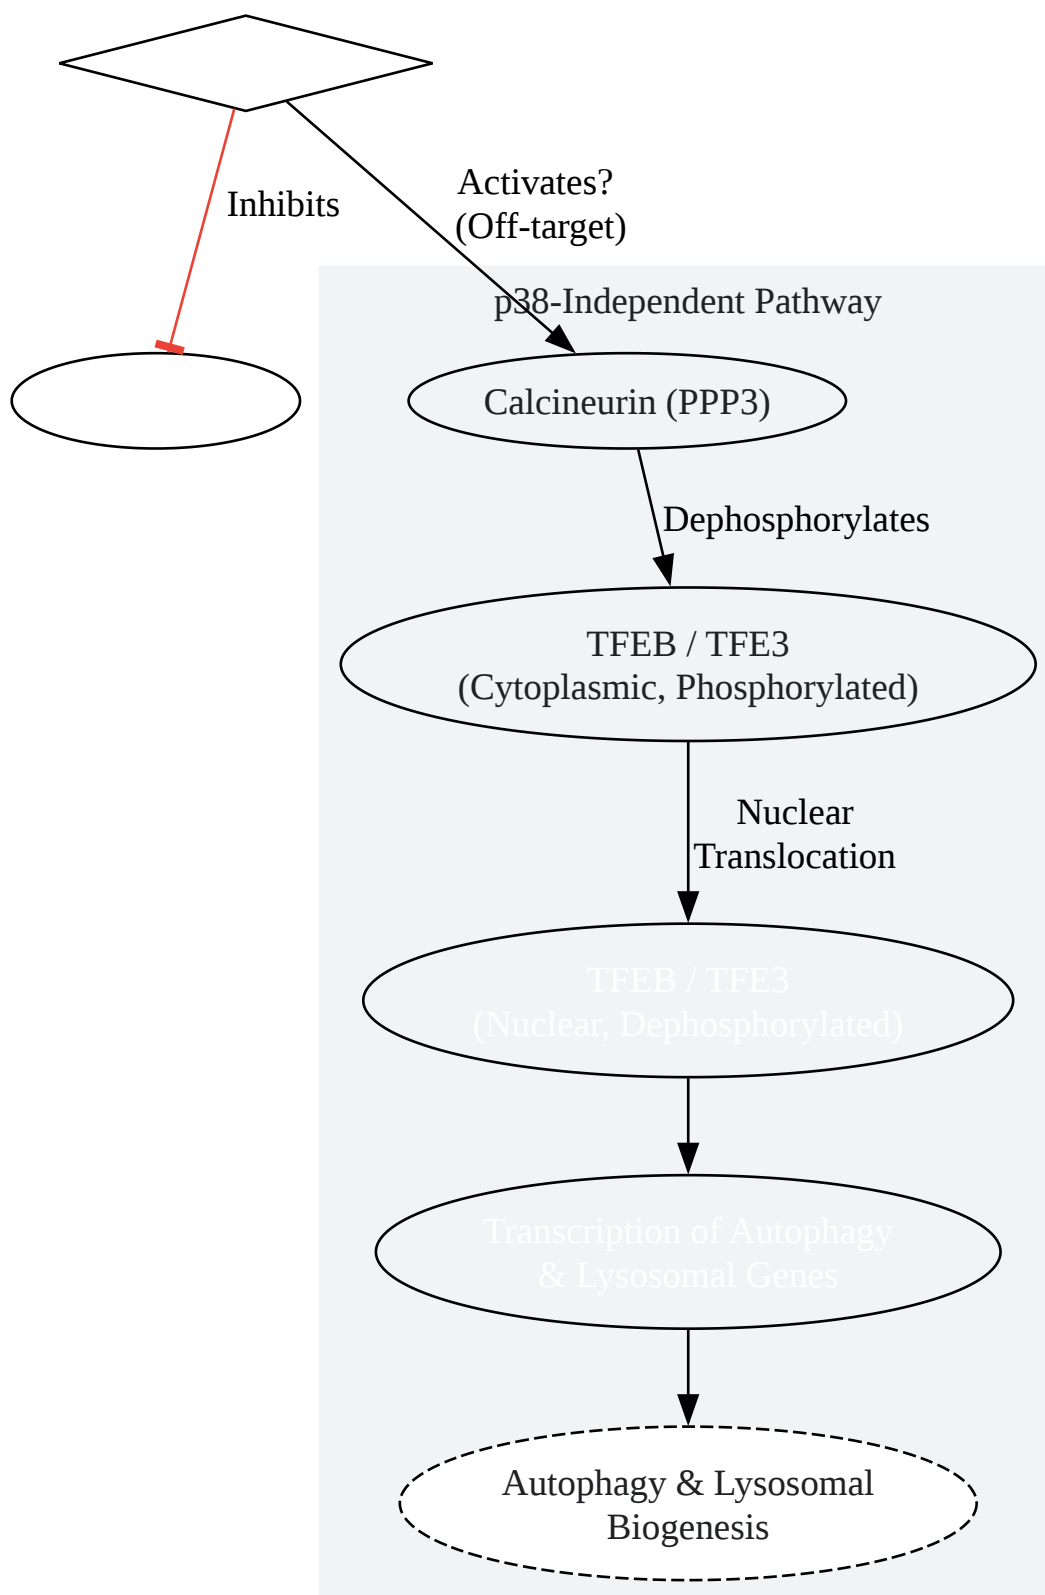 Inhibits
Activates?
(Off-target)
p38-Independent Pathway
Calcineurin (PPP3)
Dephosphorylates
TFEB / TFE3
(Cytoplasmic, Phosphorylated)
Nuclear
Translocation
TFEB / TFE3
(Nuclear, Dephosphorylated)
Transcription of Autophagy
& Lysosomal Genes
Autophagy & Lysosomal
Biogenesis